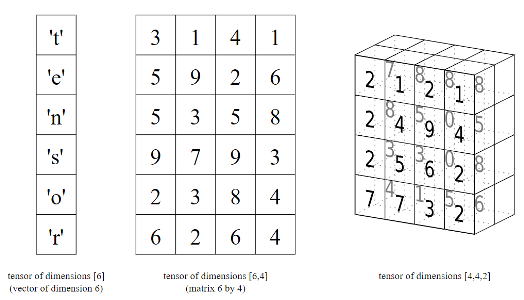 't'
'e'
'n'
's'
'o'
'r'
tensor of dimensions [6]
(vector of dimension 6)
3 1 4 1
5 9 2 6
5 3 5 8
9 7 9 3
2 3 8 4
6 2 6 4
tensor of dimensions [6,4]
(matrix 6 by 4)
2 7 1 8 2 8 1 8
2 8 4 5 9 0 4 5
2 3 5 3 6 0 2 8
7 4 7 1 3 5 2 6
tensor of dimensions [4,4,2]